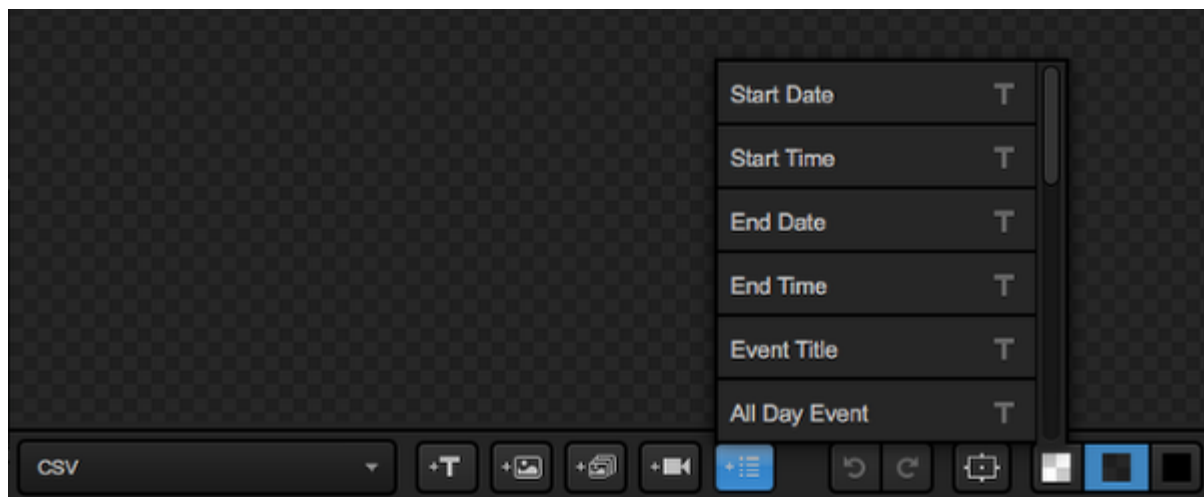 Start Date T
Start Time T
End Date T
End Time T
Event Title T
All Day Event T
CSV +T